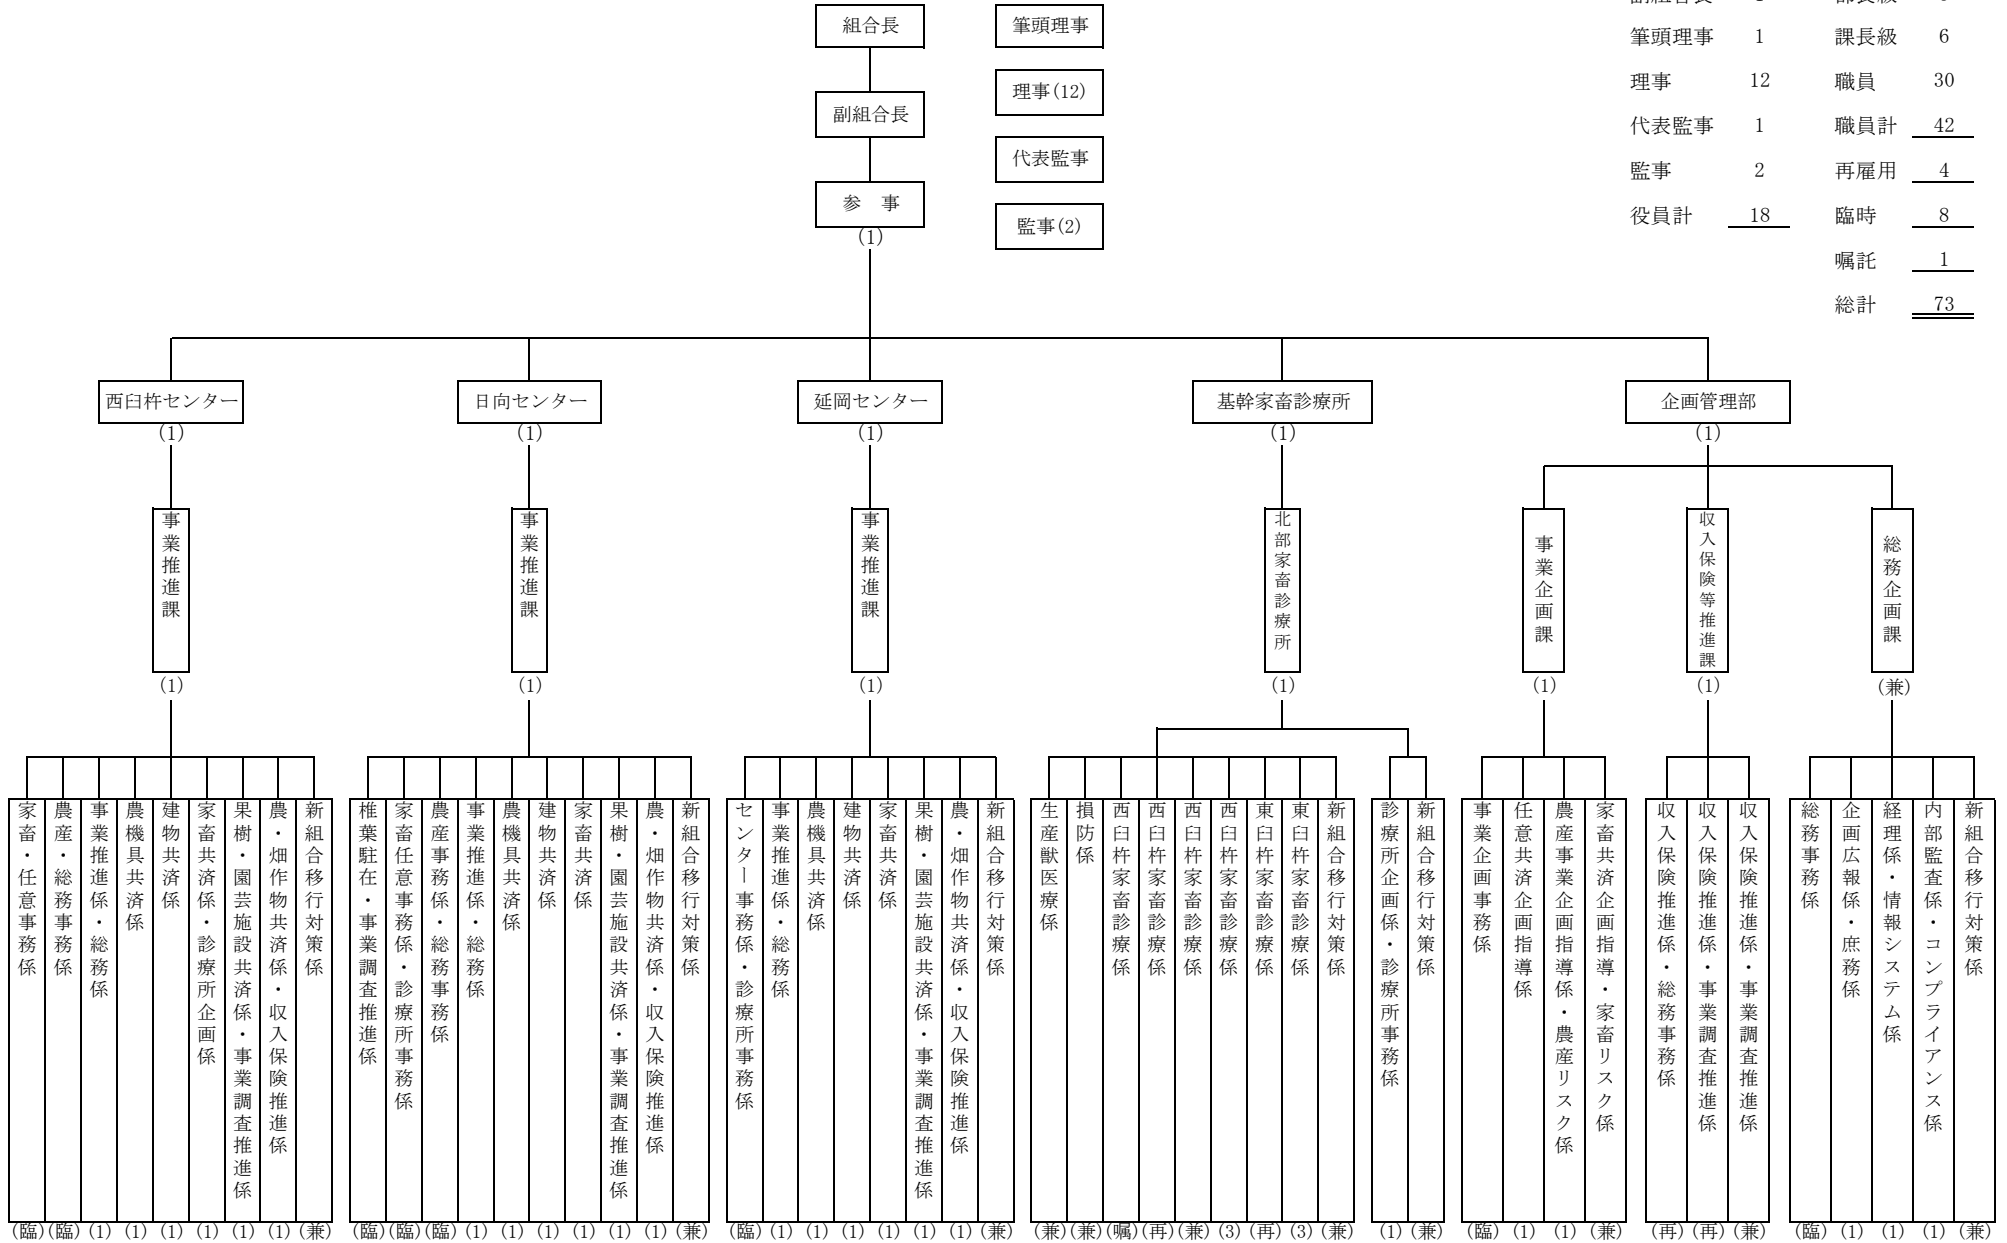 組合長
副組合長
参　事
(1)
筆頭理事
理事(12)
代表監事
監事(2)
筆頭理事 1 課長級 6
理事 12 職員 30
代表監事 1 職員計 42
監事 2 再雇用 4
役員計 18 臨時 8
嘱託 1
総計 73
西臼杵センター
(1)
日向センター
(1)
延岡センター
(1)
基幹家畜診療所
(1)
企画管理部
(1)
事業推進課
(1)
事業推進課
(1)
事業推進課
(1)
北部家畜診療所
(1)
事業企画課
(1)
収入保険等推進課
(1)
総務企画課
(兼)
家畜・任意事務係
(臨)
農産・総務事務係
(臨)
事業推進係・総務係
(1)
農機具共済係
(1)
建物共済係
(1)
家畜共済係・診療所企画係
(1)
果樹・園芸施設共済係・事業調査推進係
(1)
農・畑作物共済係・収入保険推進係
(1)
新組合移行対策係
(兼)
椎葉駐在・事業調査推進係
(臨)
家畜任意事務係・診療所事務係
(臨)
農産事務係・総務事務係
(臨)
事業推進係・総務係
(1)
農機具共済係
(1)
建物共済係
(1)
家畜共済係
(1)
果樹・園芸施設共済係・事業調査推進係
(1)
農・畑作物共済係・収入保険推進係
(1)
新組合移行対策係
(兼)
センター事務係・診療所事務係
(臨)
事業推進係・総務係
(1)
農機具共済係
(1)
建物共済係
(1)
家畜共済係
(1)
果樹・園芸施設共済係・事業調査推進係
(1)
農・畑作物共済係・収入保険推進係
(1)
新組合移行対策係
(兼)
生産獣医療係
(兼)
損防係
(兼)
西臼杵家畜診療係
(嘱)
西臼杵家畜診療係
(再)
西臼杵家畜診療係
(兼)
西臼杵家畜診療係
(3)
東臼杵家畜診療係
(再)
東臼杵家畜診療係
(3)
新組合移行対策係
(兼)
診療所企画係・診療所事務係
(1)
新組合移行対策係
(兼)
事業企画事務係
(臨)
任意共済企画指導係
(1)
農産事業企画指導係・農産リスク係
(1)
家畜共済企画指導・家畜リスク係
(兼)
収入保険推進係・総務事務係
(再)
収入保険推進係・事業調査推進係
(再)
収入保険推進係・事業調査推進係
(兼)
総務事務係
(臨)
企画広報係・庶務係
(1)
経理係・情報システム係
(1)
内部監査係・コンプライアンス係
(1)
新組合移行対策係
(兼)